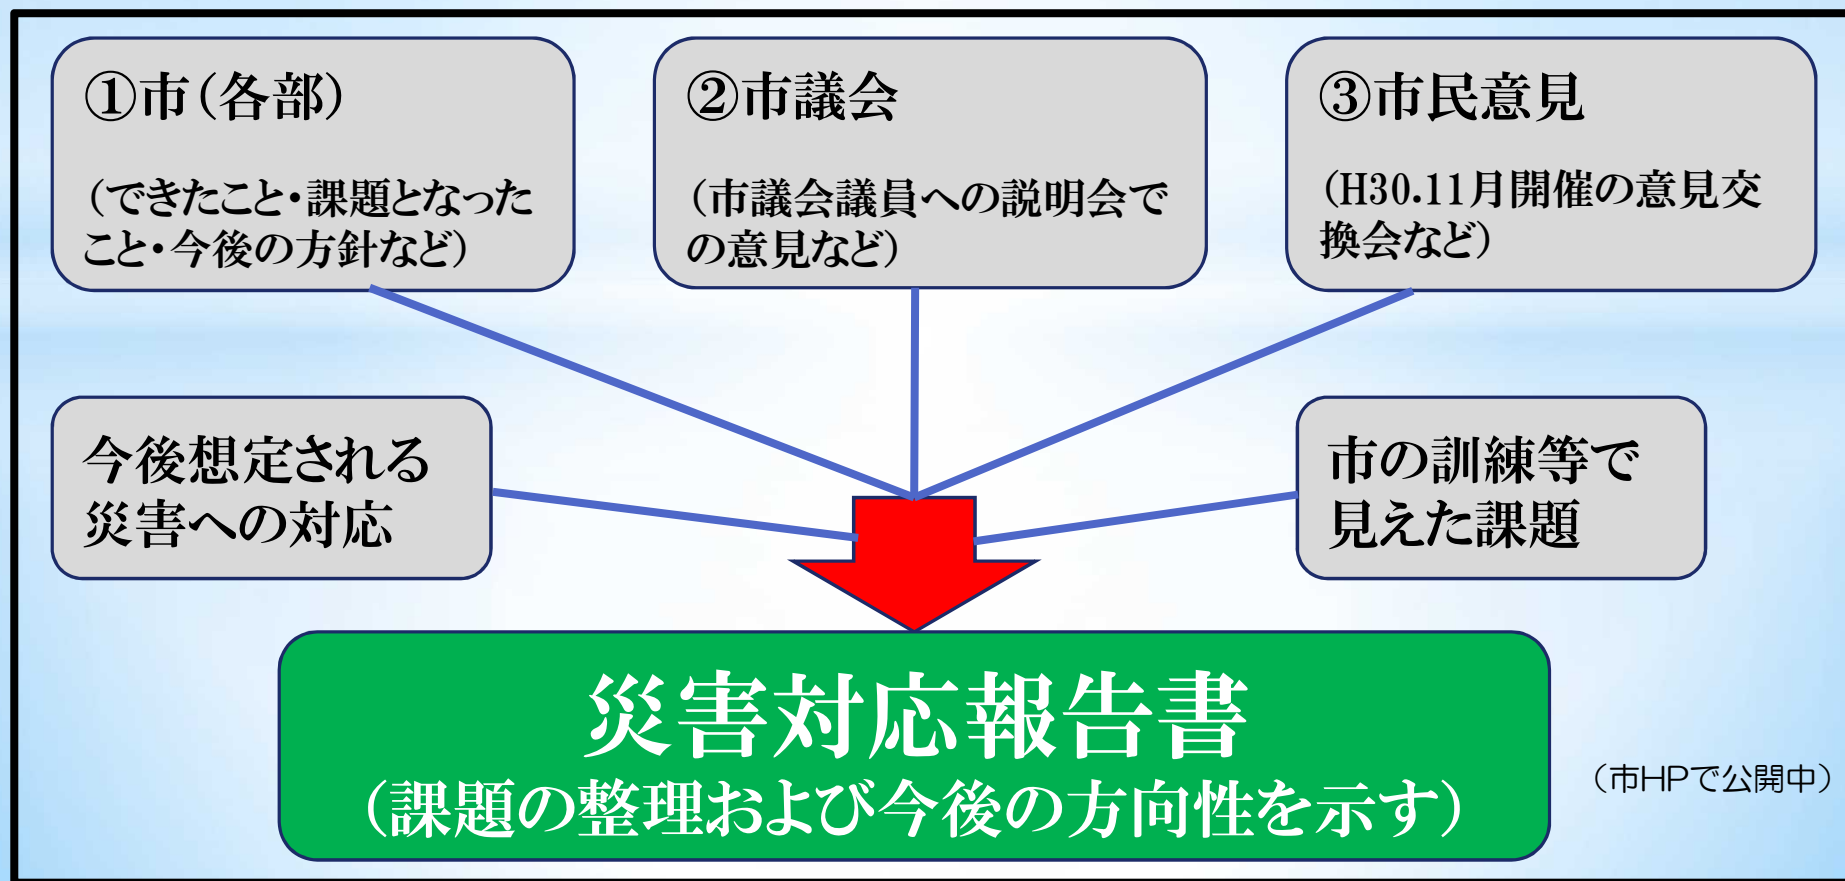 ①市(各部)
(できたこと・課題となった
こと・今後の方針など)
②市議会
(市議会議員への説明会で
の意見など)
③市民意見
(H30.11月開催の意見交
換会など)
今後想定される
災害への対応
市の訓練等で
見えた課題
災害対応報告書
(課題の整理および今後の方向性を示す)
(市HPで公開中)